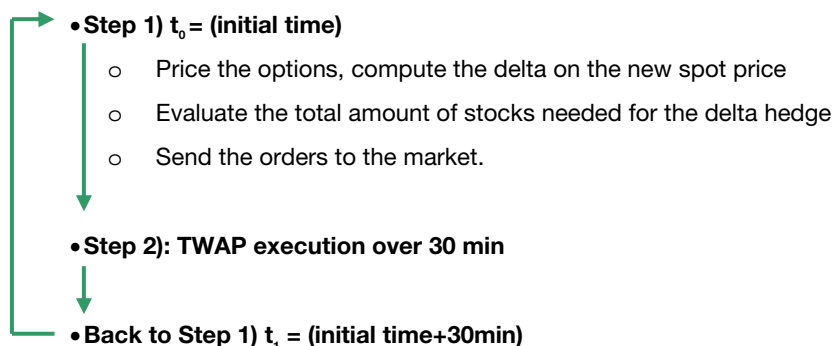 • Step 1) t₀ = (initial time)
o Price the options, compute the delta on the new spot price
o Evaluate the total amount of stocks needed for the delta hedge
o Send the orders to the market.
• Step 2): TWAP execution over 30 min
• Back to Step 1) t₁ = (initial time+30min)